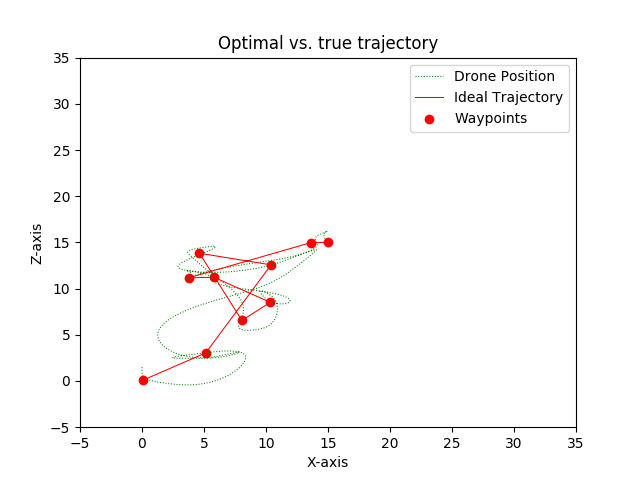 Optimal vs. true trajectory
Drone Position
Ideal Trajectory
Waypoints
35
30
25
20
15
10
5
0
−5
Z-axis
−5 0 5 10 15 20 25 30 35
X-axis